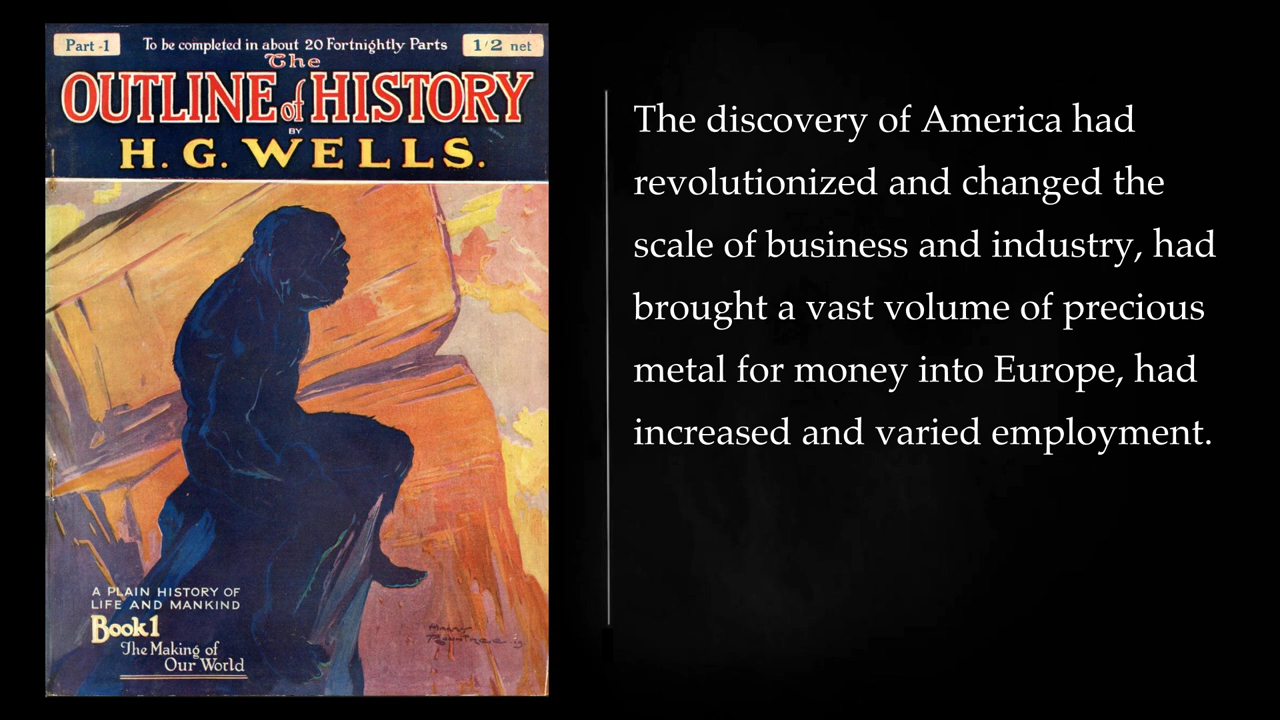 Part -1
To be completed in about 20 Fortnightly Parts
1/2 net
The
OUTLINE of HISTORY
BY
H. G. WELLS.
A PLAIN HISTORY OF
LIFE AND MANKIND
Book 1
The Making of
Our World
The discovery of America had
revolutionized and changed the
scale of business and industry, had
brought a vast volume of precious
metal for money into Europe, had
increased and varied employment.